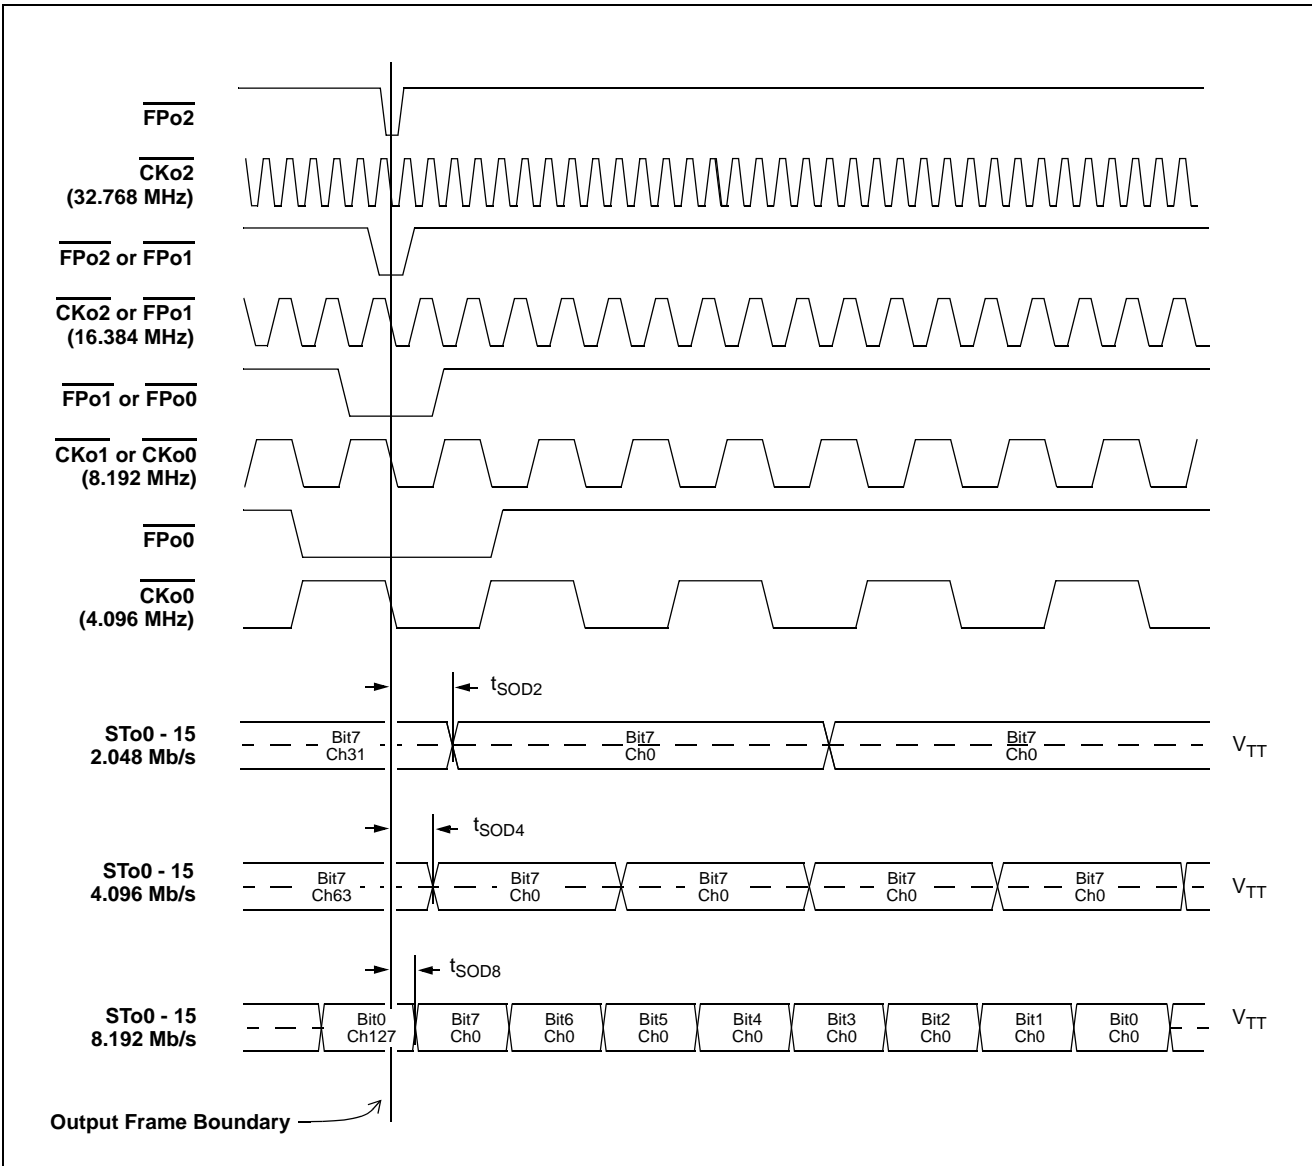 FPo2
CKo2
(32.768 MHz)
FPo2 or FPo1
CKo2 or FPo1
(16.384 MHz)
FPo1 or FPo0
CKo1 or CKo0
(8.192 MHz)
FPo0
CKo0
(4.096 MHz)
tSOD2
STo0 - 15
2.048 Mb/s
Bit7 Bit7 Bit7
Ch31 Ch0 Ch0
VTT
tSOD4
STo0 - 15
4.096 Mb/s
Bit7 Bit7 Bit7 Bit7 Bit7
Ch63 Ch0 Ch0 Ch0 Ch0
VTT
tSOD8
STo0 - 15
8.192 Mb/s
Bit0 Bit7 Bit6 Bit5 Bit4 Bit3 Bit2 Bit1 Bit0
Ch127 Ch0 Ch0 Ch0 Ch0 Ch0 Ch0 Ch0 Ch0
VTT
Output Frame Boundary